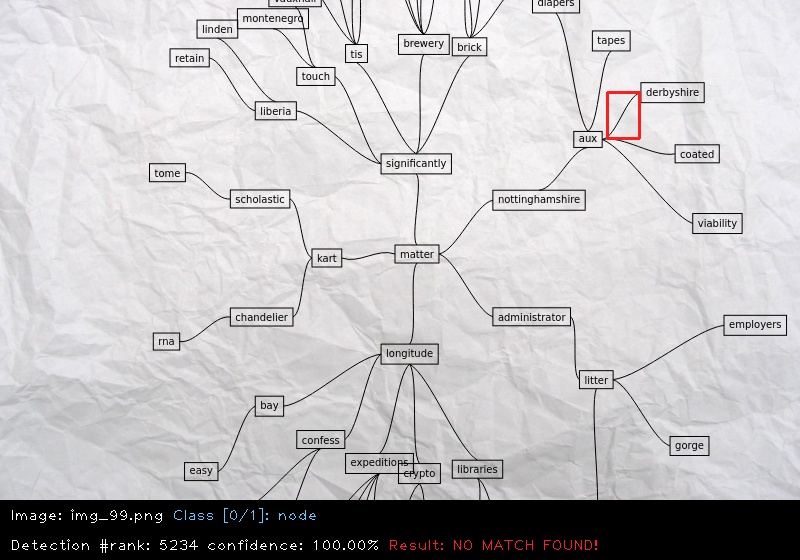 diapers
vauxhall
montenegro
linden
tapes
tis
brewery
brick
retain
touch
derbyshire
liberia
aux
coated
significantly
tome
scholastic
nottinghamshire
viability
kart
matter
chandelier
administrator
employers
rna
longitude
litter
bay
confess
gorge
expeditions
easy
crypto
libraries
Image: img_99.png Class [0/1]: node
Detection #rank: 5234 confidence: 100.00% Result: NO MATCH FOUND!